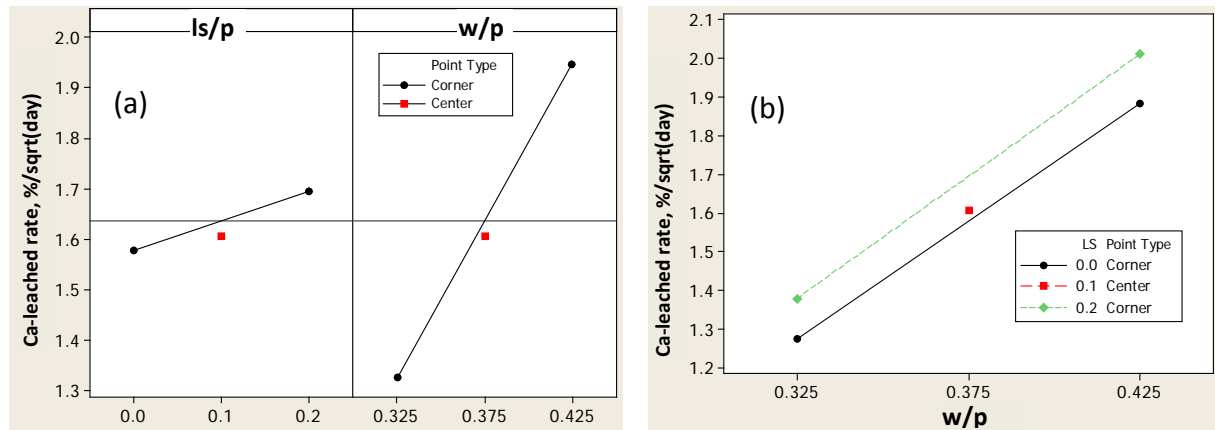 ls/p w/p
Ca-leached rate, %/sqrt(day)
2.0
1.9
1.8
1.7
1.6
1.5
1.4
1.3
(a)
Point Type
Corner
Center
0.0 0.1 0.2 0.325 0.375 0.425
Ca-leached rate, %/sqrt(day)
2.1
2.0
1.9
1.8
1.7
1.6
1.5
1.4
1.3
1.2
(b)
LS Point Type
0.0 Corner
0.1 Center
0.2 Corner
0.325 0.375 0.425
w/p